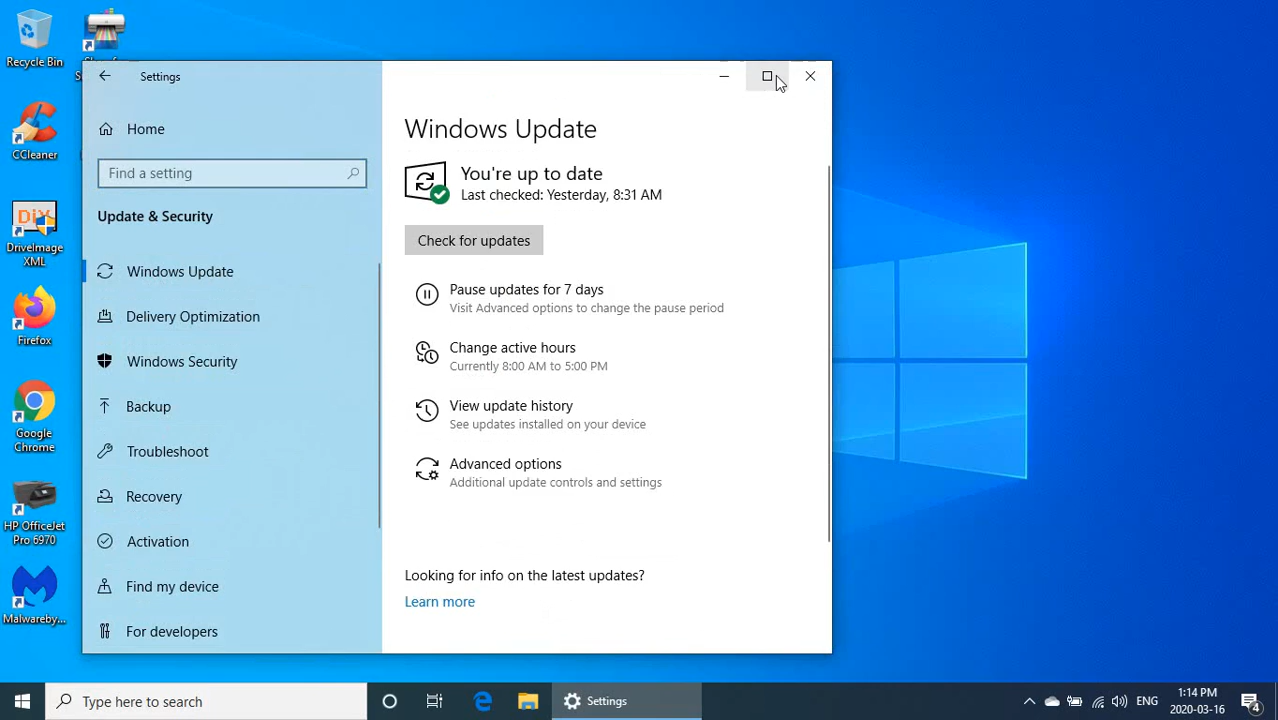 Recycle Bin
CCleaner
DiX
DriveImage
XML
Firefox
Google
Chrome
HP OfficeJet
Pro 6970
Malwareby...
Settings
Home
Find a setting
Update & Security
Windows Update
Delivery Optimization
Windows Security
Backup
Troubleshoot
Recovery
Activation
Find my device
For developers
Windows Update
You're up to date
Last checked: Yesterday, 8:31 AM
Check for updates
Pause updates for 7 days
Visit Advanced options to change the pause period
Change active hours
Currently 8:00 AM to 5:00 PM
View update history
See updates installed on your device
Advanced options
Additional update controls and settings
Looking for info on the latest updates?
Learn more
Type here to search
Settings
ENG
1:14 PM
2020-03-16
4